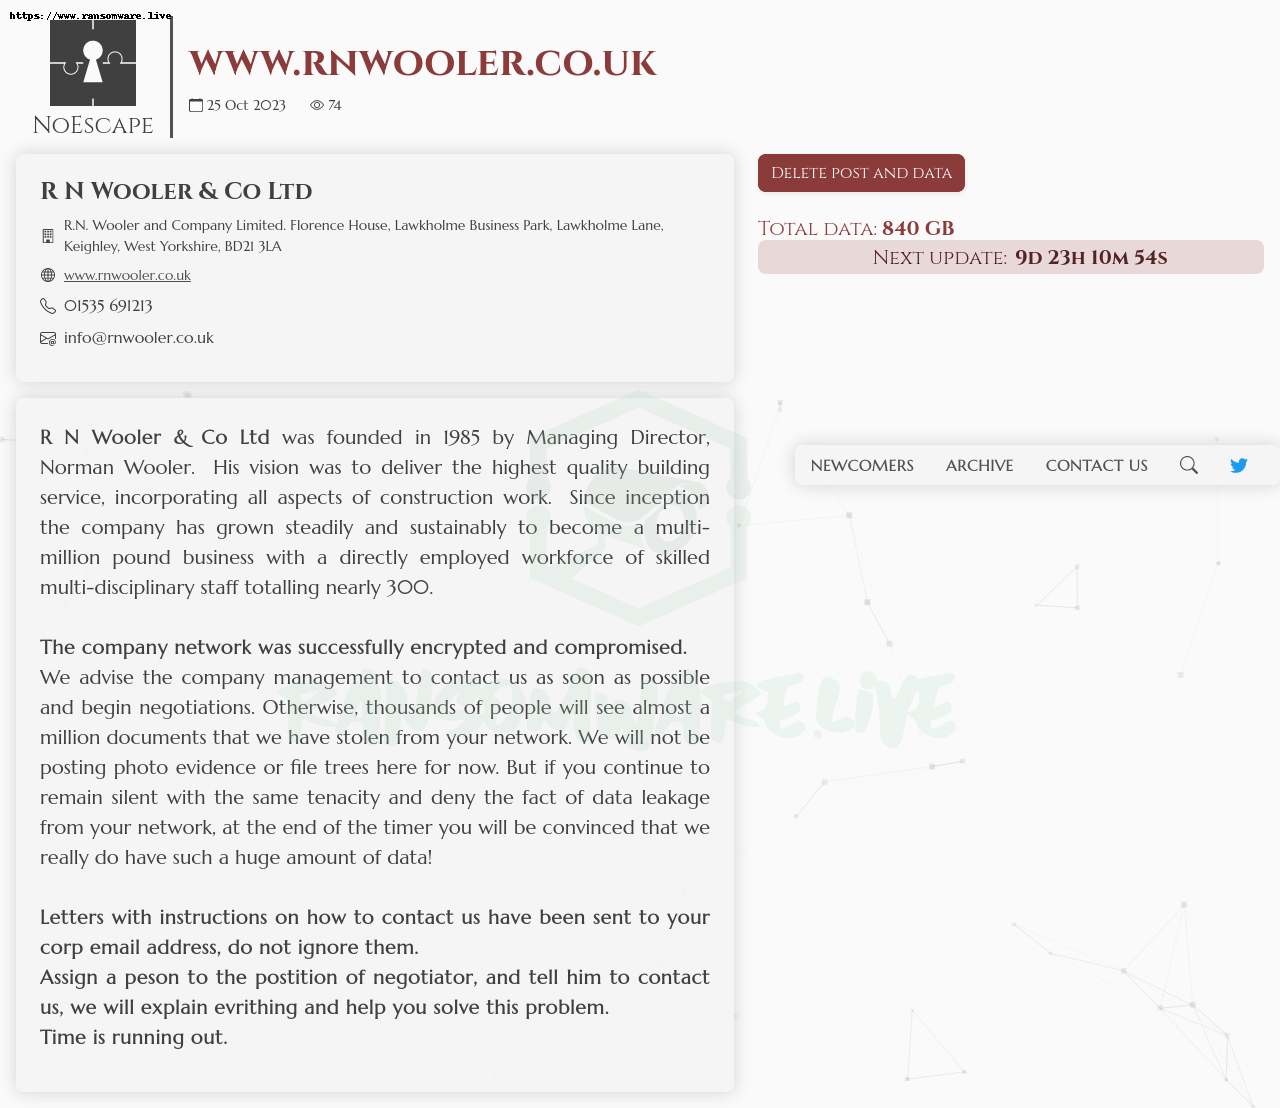 https://www.ransomware.live
NoEscape
www.rnwooler.co.uk
25 Oct 2023 74
R N Wooler & Co Ltd
R.N. Wooler and Company Limited. Florence House, Lawkholme Business Park, Lawkholme Lane,
Keighley, West Yorkshire, BD21 3LA
www.rnwooler.co.uk
01535 691213
info@rnwooler.co.uk
Delete post and data
Total data: 840 GB
Next update: 9d 23h 10m 54s
NEWCOMERS ARCHIVE CONTACT US
R N Wooler & Co Ltd was founded in 1985 by Managing Director,
Norman Wooler. His vision was to deliver the highest quality building
service, incorporating all aspects of construction work. Since inception
the company has grown steadily and sustainably to become a multi-
million pound business with a directly employed workforce of skilled
multi-disciplinary staff totalling nearly 300.
The company network was successfully encrypted and compromised.
We advise the company management to contact us as soon as possible
and begin negotiations. Otherwise, thousands of people will see almost a
million documents that we have stolen from your network. We will not be
posting photo evidence or file trees here for now. But if you continue to
remain silent with the same tenacity and deny the fact of data leakage
from your network, at the end of the timer you will be convinced that we
really do have such a huge amount of data!
Letters with instructions on how to contact us have been sent to your
corp email address, do not ignore them.
Assign a peson to the postition of negotiator, and tell him to contact
us, we will explain evrithing and help you solve this problem.
Time is running out.
RANSOMWARE.LIVE